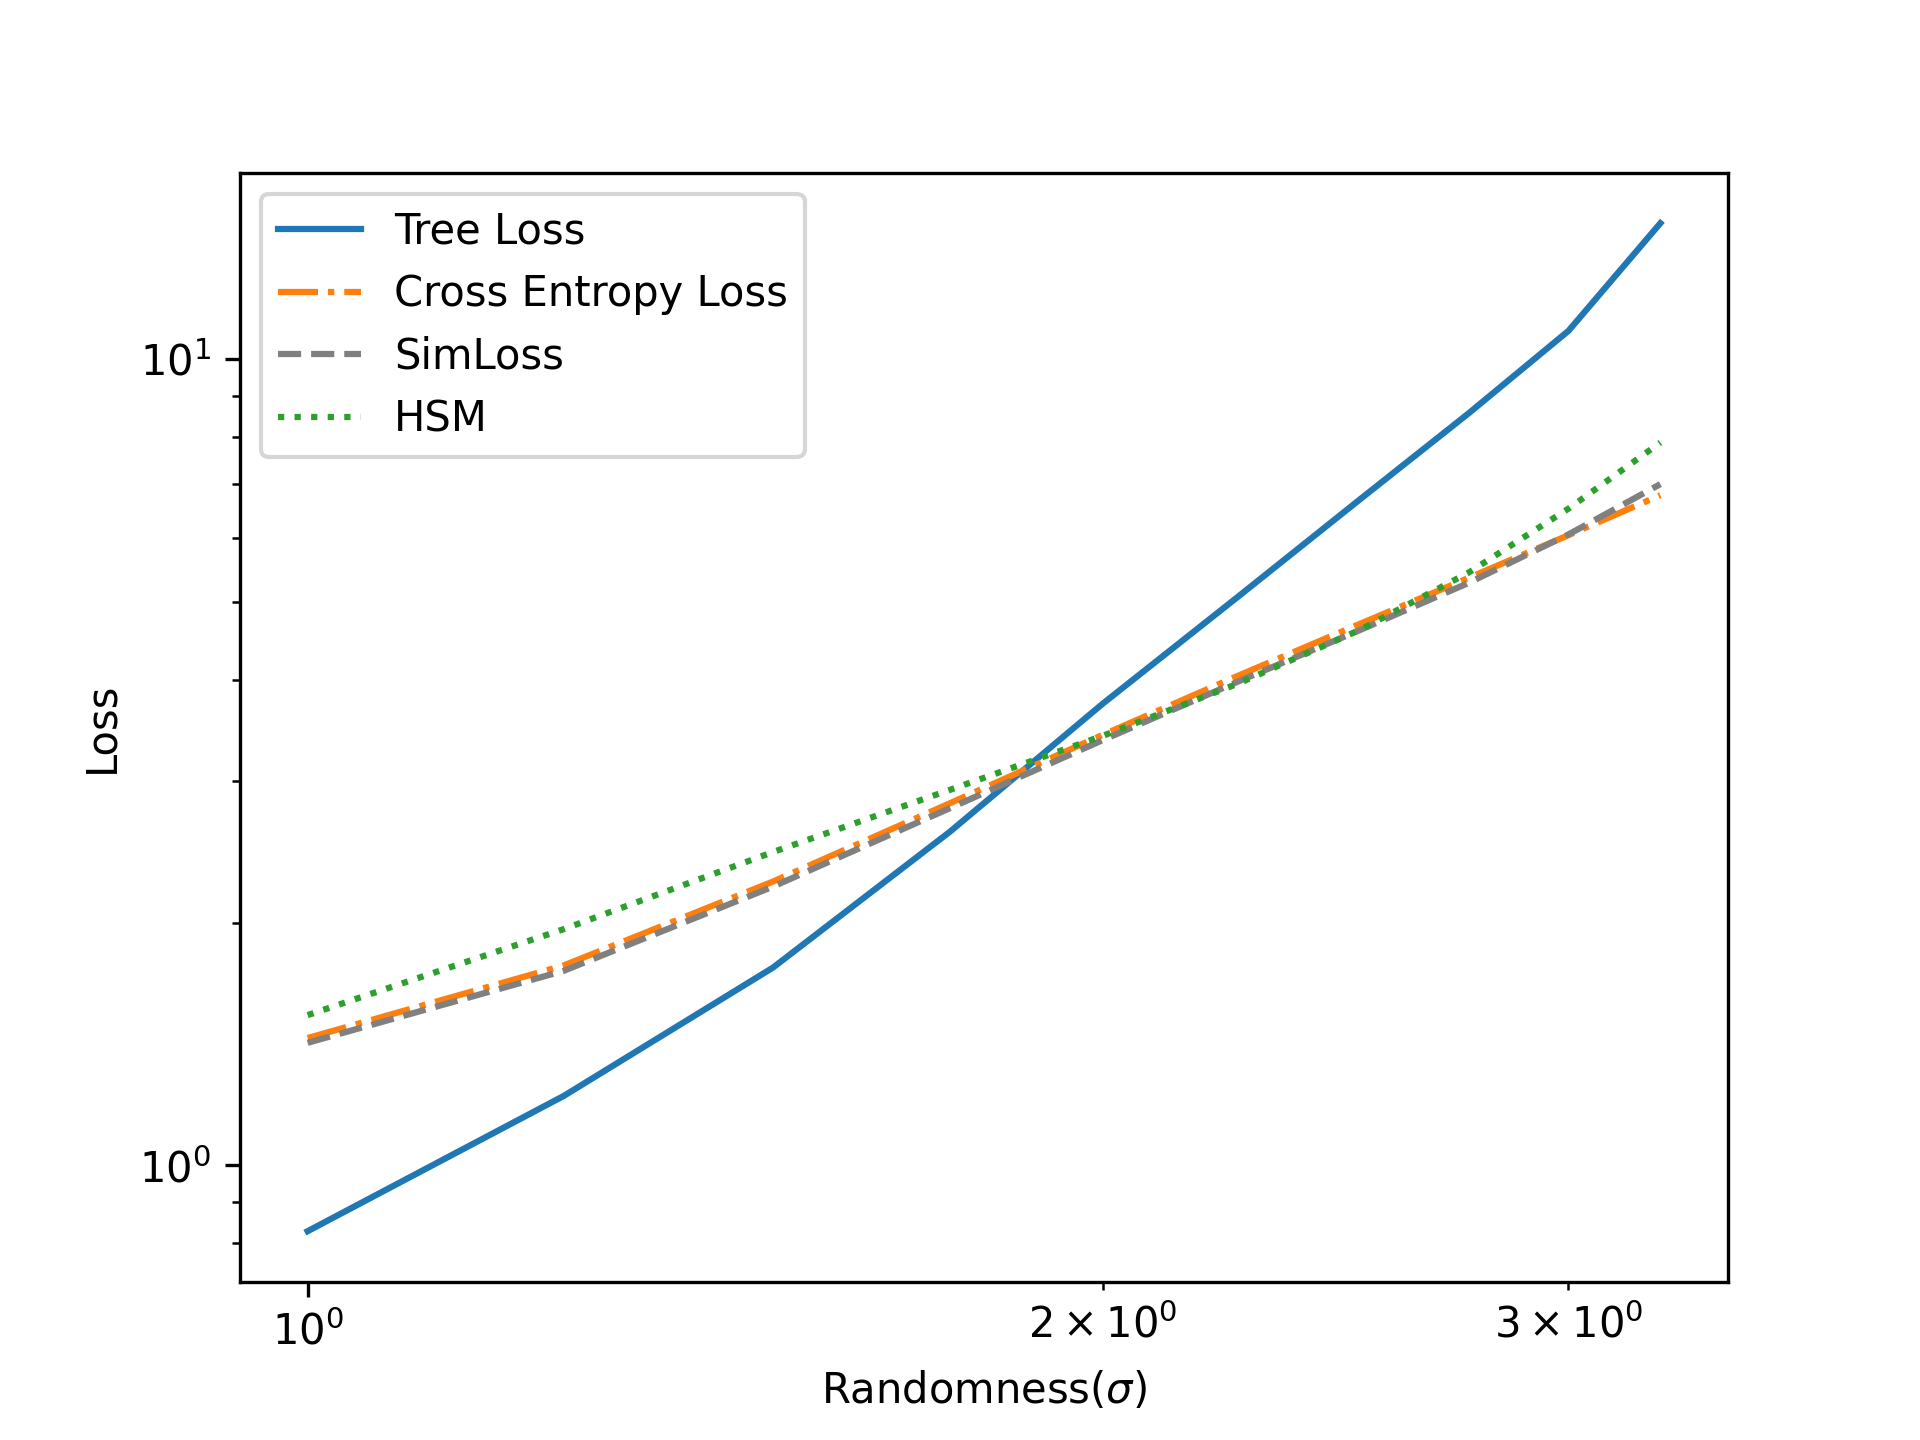 Tree Loss
Cross Entropy Loss
SimLoss
HSM
10¹
10⁰
Loss
10⁰
2 × 10⁰
3 × 10⁰
Randomness(σ)